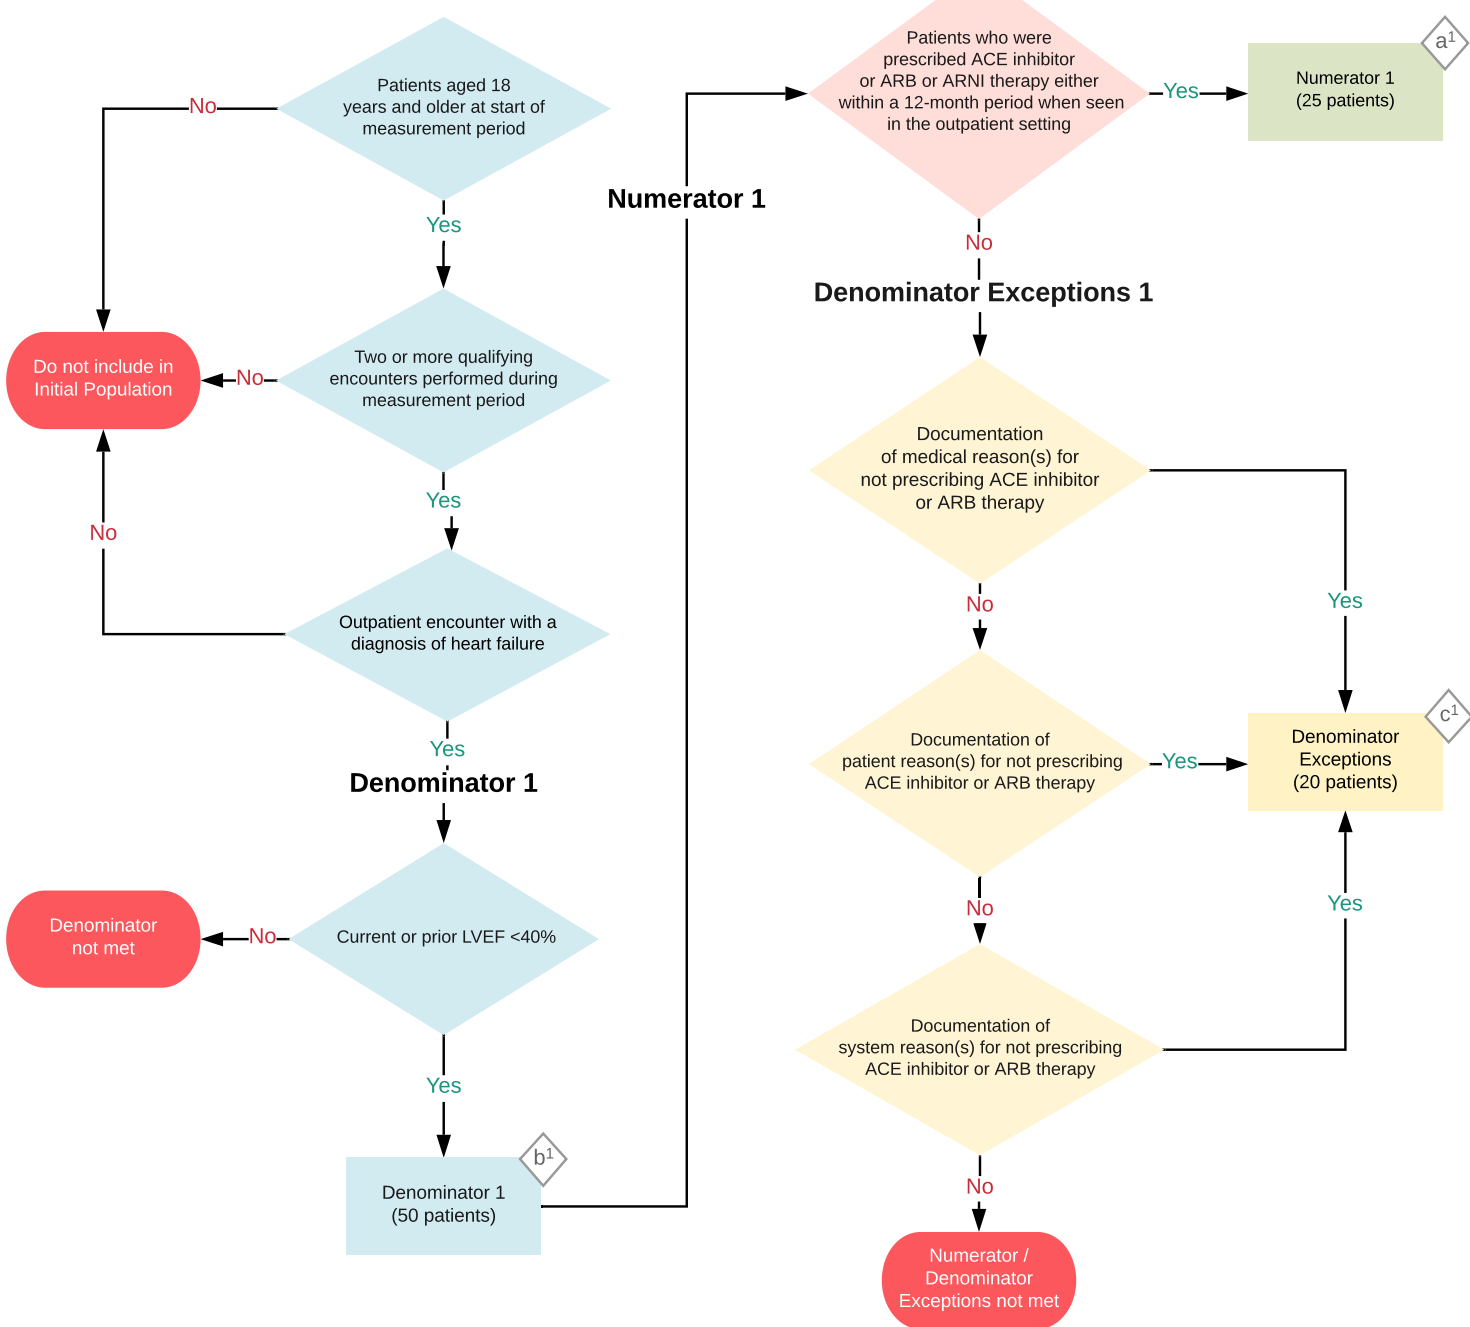 Patients aged 18
years and older at start of
measurement period
No
Yes
Two or more qualifying
encounters performed during
measurement period
No
Do not include in
Initial Population
Yes
Outpatient encounter with a
diagnosis of heart failure
No
Yes
Denominator 1
Current or prior LVEF <40%
No
Denominator
not met
Yes
b1
Denominator 1
(50 patients)
Numerator 1
Patients who were
prescribed ACE inhibitor
or ARB or ARNI therapy either
within a 12-month period when seen
in the outpatient setting
Yes
a1
Numerator 1
(25 patients)
No
Denominator Exceptions 1
Documentation
of medical reason(s) for
not prescribing ACE inhibitor
or ARB therapy
Yes
No
Documentation of
patient reason(s) for not prescribing
ACE inhibitor or ARB therapy
Yes
c1
Denominator
Exceptions
(20 patients)
No
Yes
Documentation of
system reason(s) for not prescribing
ACE inhibitor or ARB therapy
No
Numerator /
Denominator
Exceptions not met